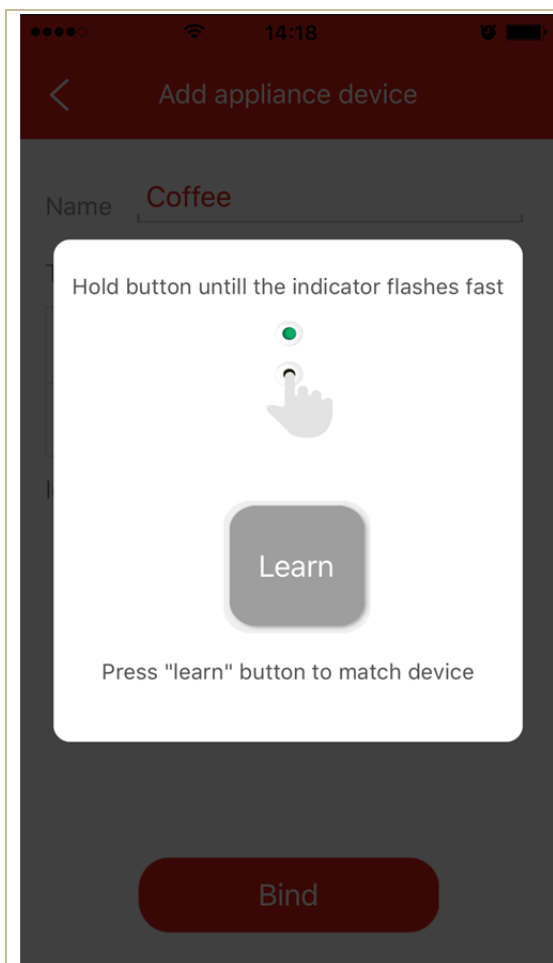 14:18
Add appliance device
Name Coffee
Hold button untill the indicator flashes fast
Learn
Press "learn" button to match device
Bind